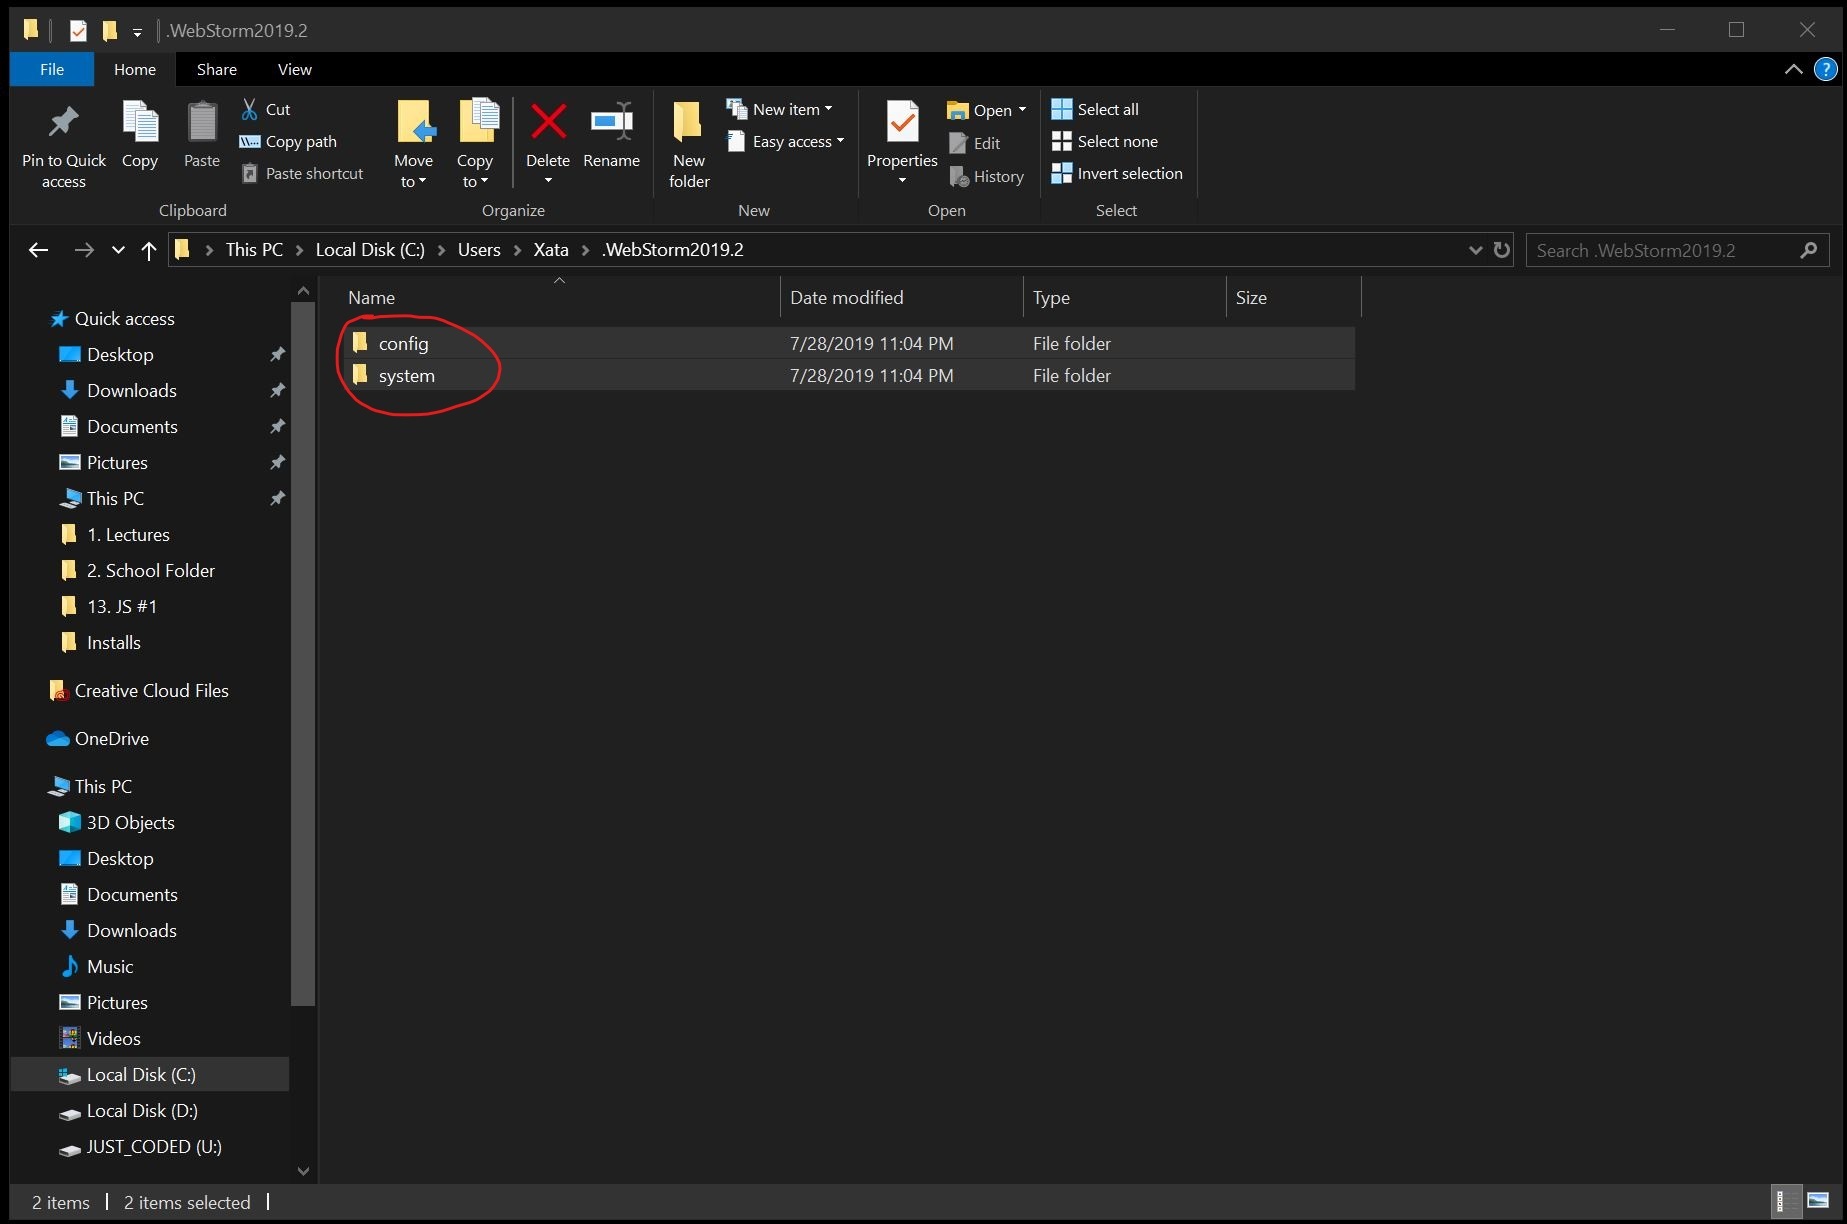 .WebStorm2019.2
File Home Share View
Pin to Quick access
Copy
Paste
Cut
Copy path
Paste shortcut
Clipboard
Move to
Copy to
Delete
Rename
Organize
New folder
New item
Easy access
New
Properties
Open
Edit
History
Open
Select all
Select none
Invert selection
Select
This PC Local Disk (C:) Users Xata .WebStorm2019.2
Search .WebStorm2019.2
Name Date modified Type Size
config 7/28/2019 11:04 PM File folder
system 7/28/2019 11:04 PM File folder
Quick access
Desktop
Downloads
Documents
Pictures
This PC
1. Lectures
2. School Folder
13. JS #1
Installs
Creative Cloud Files
OneDrive
This PC
3D Objects
Desktop
Documents
Downloads
Music
Pictures
Videos
Local Disk (C:)
Local Disk (D:)
JUST_CODED (U:)
2 items 2 items selected